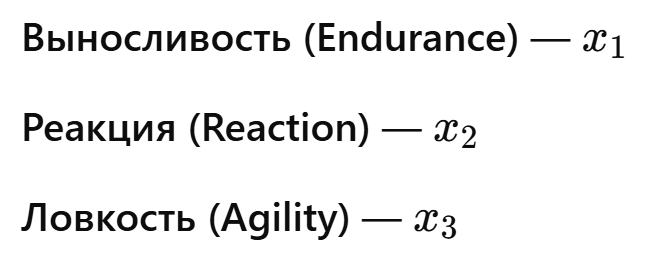 Выносливость (Endurance) — x₁
Реакция (Reaction) — x₂
Ловкость (Agility) — x₃